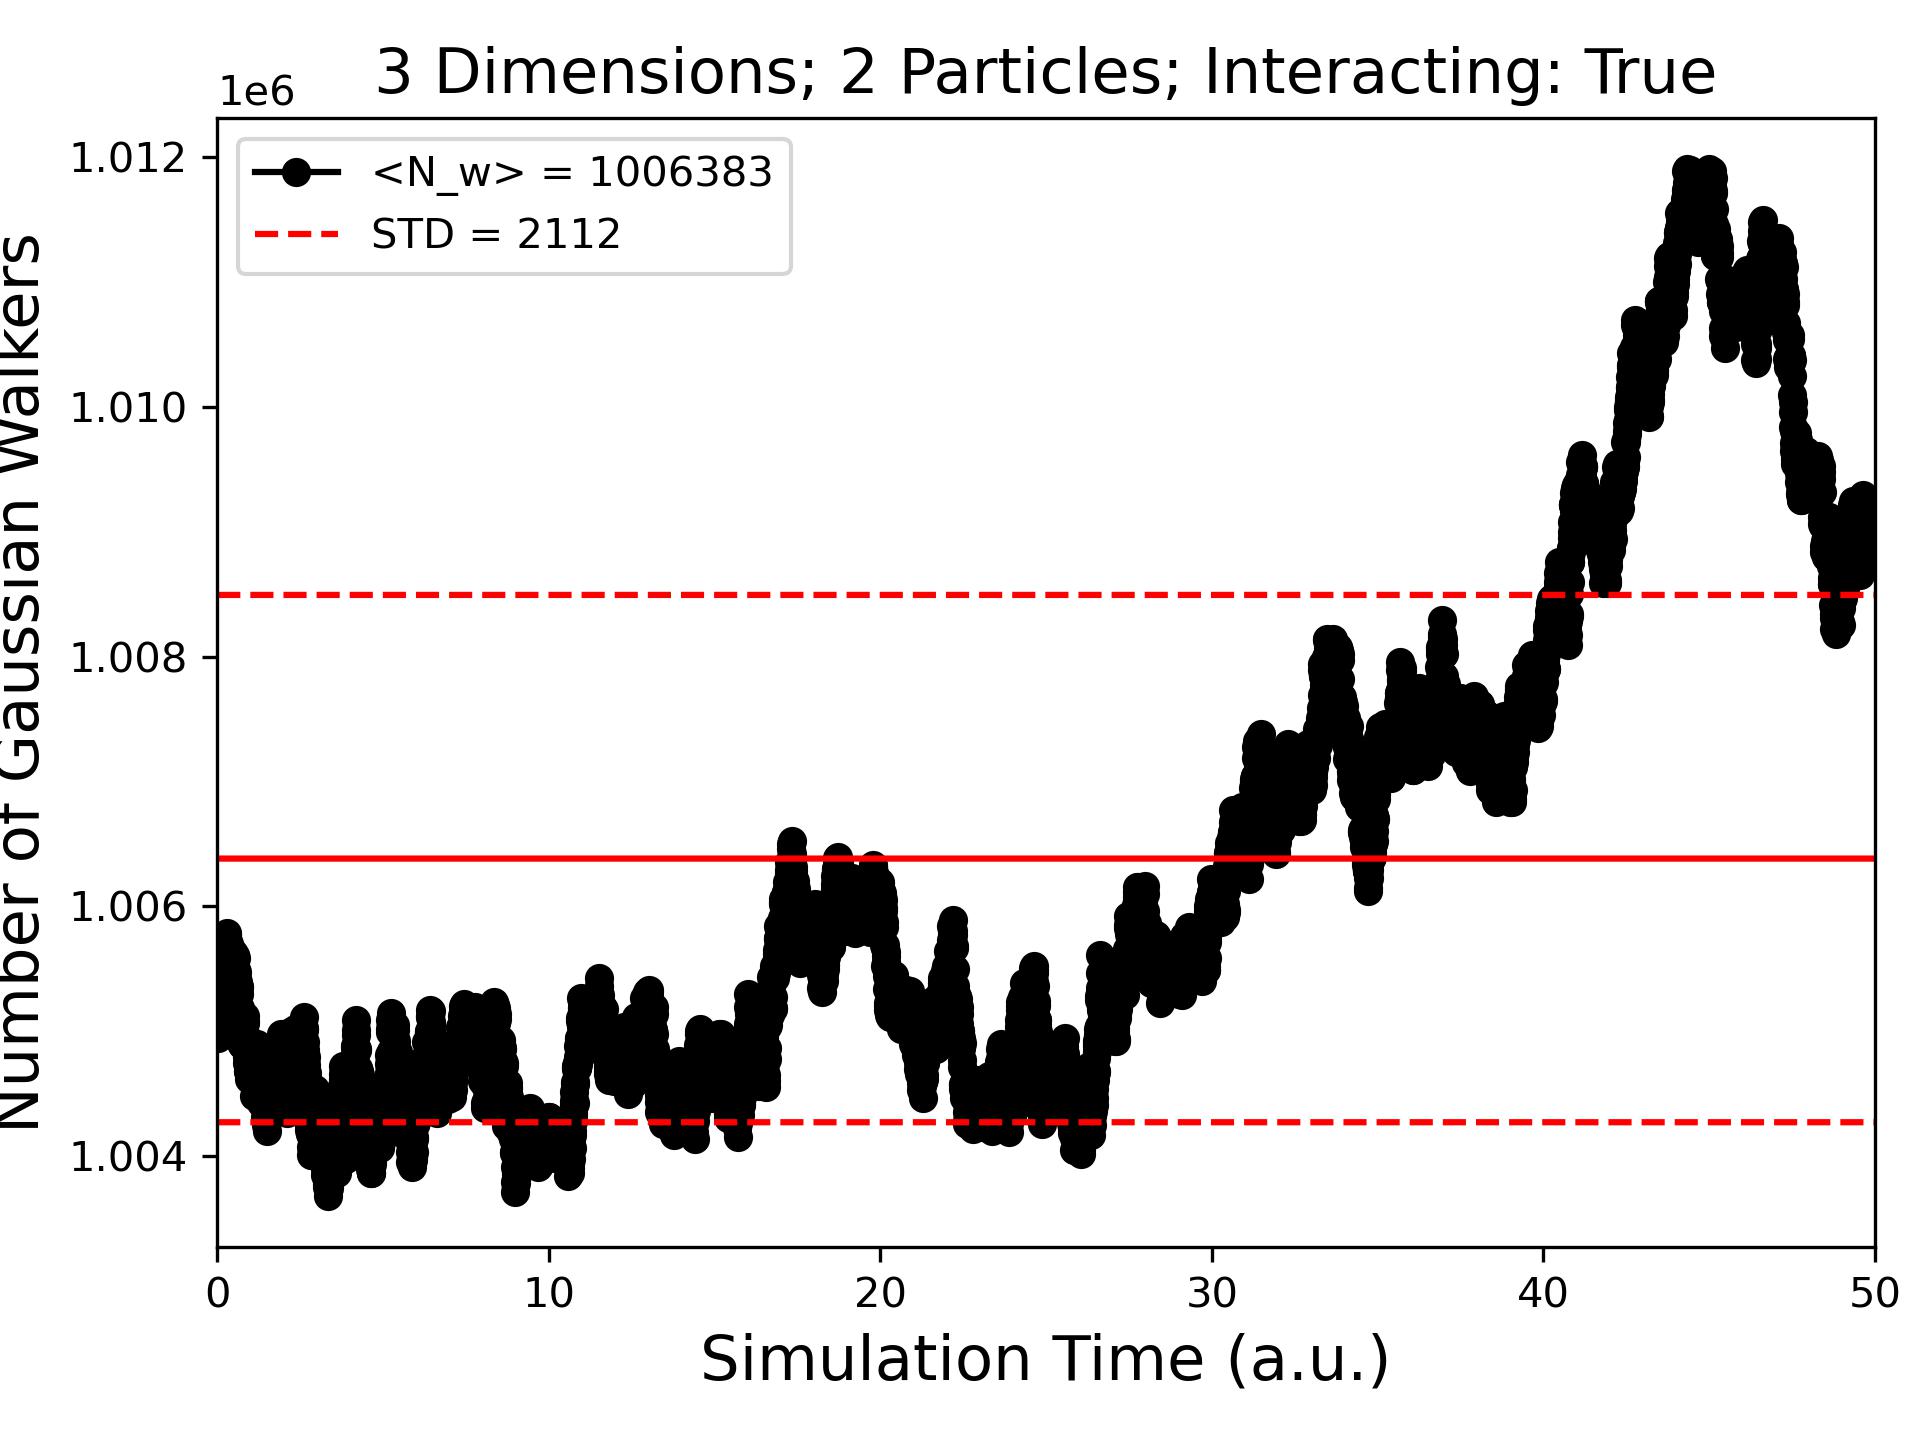 3 Dimensions; 2 Particles; Interacting: True
1e6
<N_w> = 1006383
STD = 2112
1.012
1.010
1.008
1.006
1.004
Number of Gaussian Walkers
0 10 20 30 40 50
Simulation Time (a.u.)